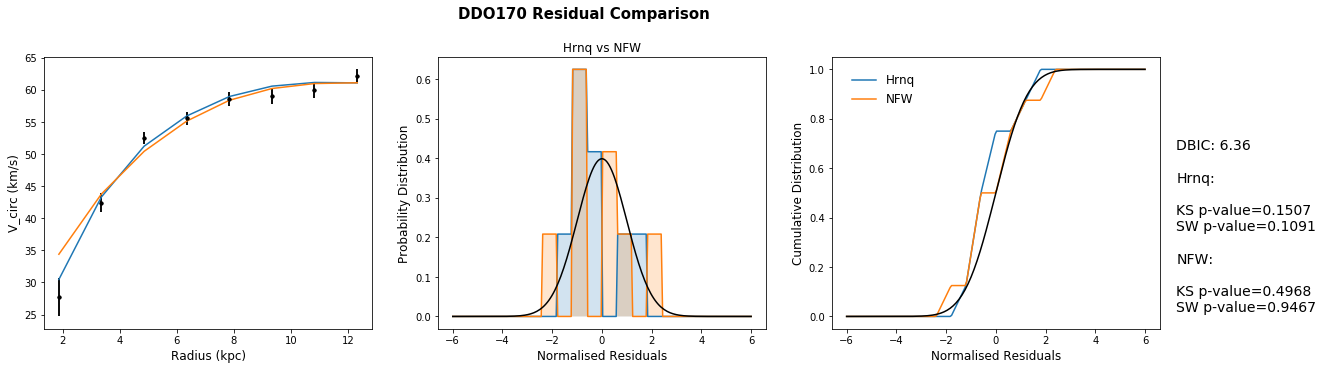 DDO170 Residual Comparison
V_circ (km/s)
65
60
55
50
45
40
35
30
25
2 4 6 8 10 12
Radius (kpc)
Hrnq vs NFW
Probability Distribution
0.6
0.5
0.4
0.3
0.2
0.1
0.0
−6 −4 −2 0 2 4 6
Normalised Residuals
Cumulative Distribution
1.0
0.8
0.6
0.4
0.2
0.0
Hrnq
NFW
−6 −4 −2 0 2 4 6
Normalised Residuals
DBIC: 6.36
Hrnq:
KS p-value=0.1507
SW p-value=0.1091
NFW:
KS p-value=0.4968
SW p-value=0.9467